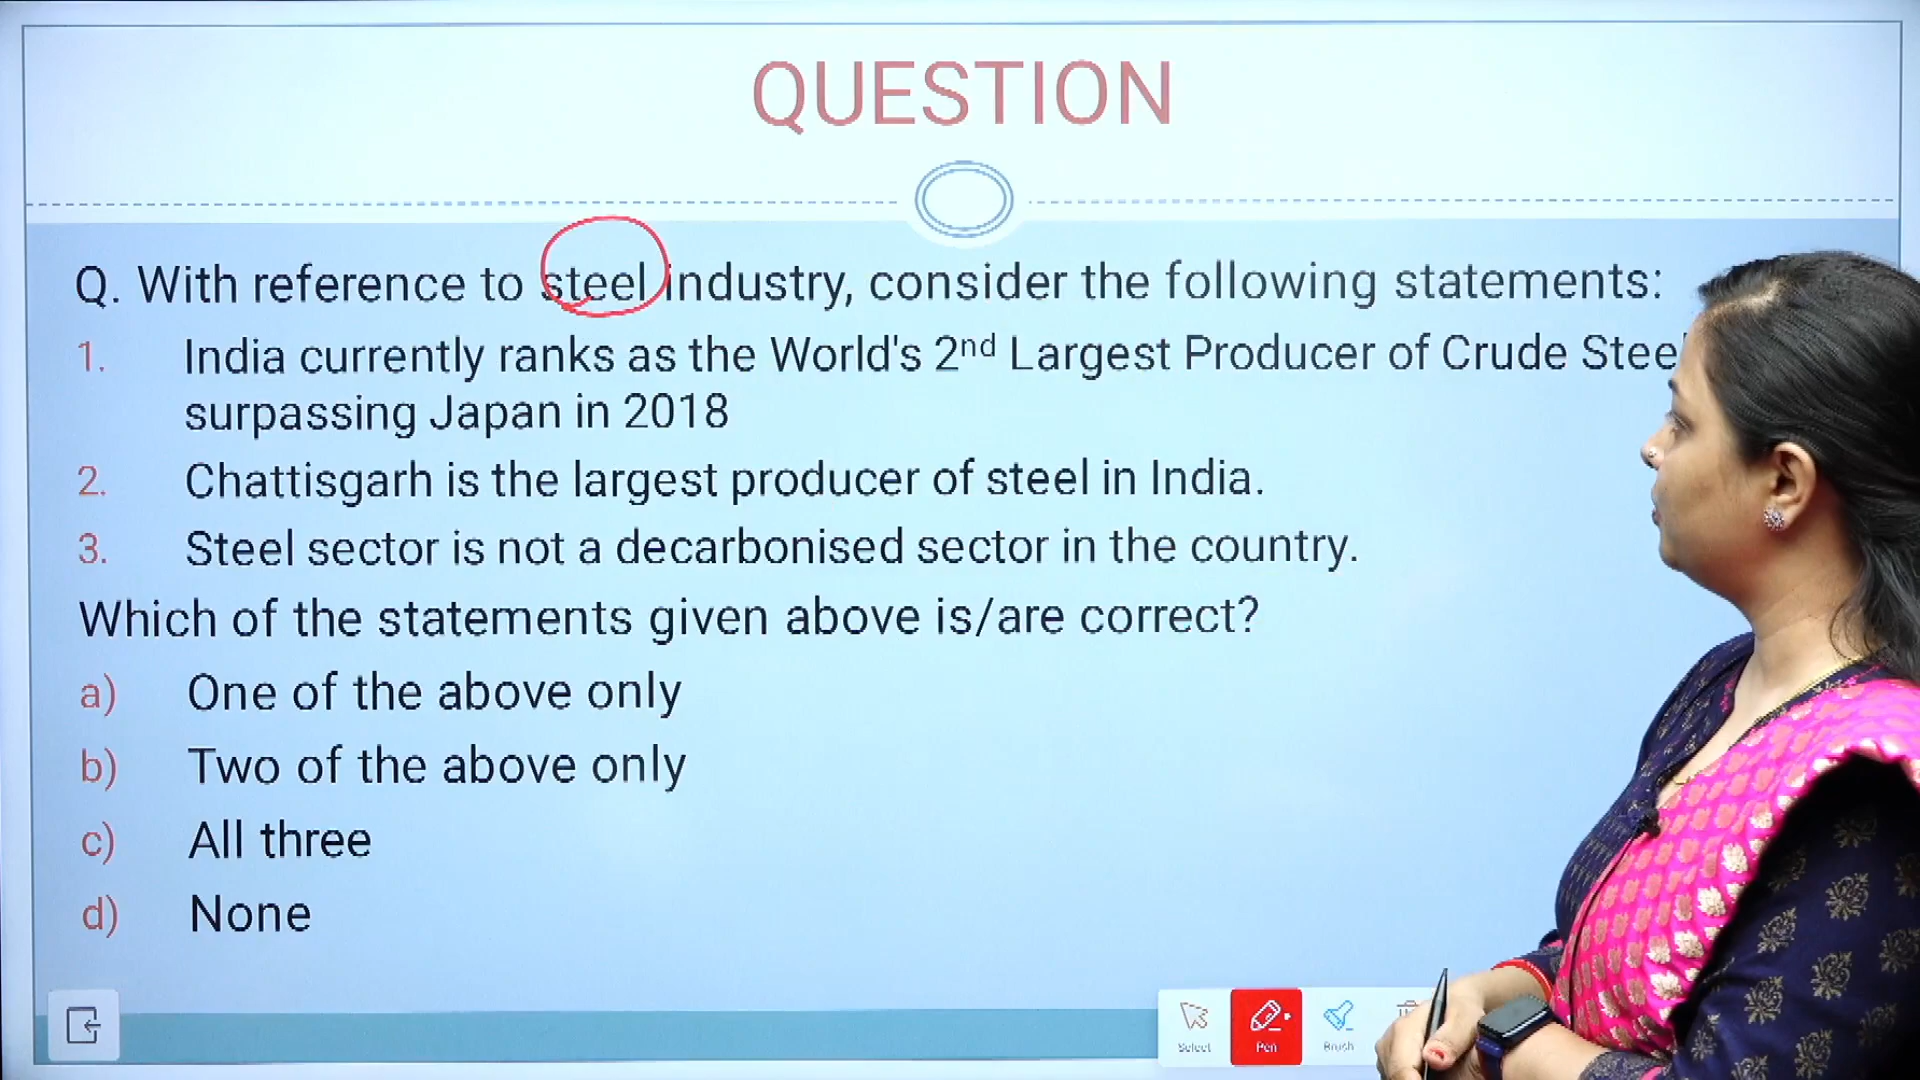 QUESTION
Q. With reference to steel industry, consider the following statements:
1. India currently ranks as the World's 2nd Largest Producer of Crude Stee
surpassing Japan in 2018
2. Chattisgarh is the largest producer of steel in India.
3. Steel sector is not a decarbonised sector in the country.
Which of the statements given above is/are correct?
a) One of the above only
b) Two of the above only
c) All three
d) None
Select Pen Brush